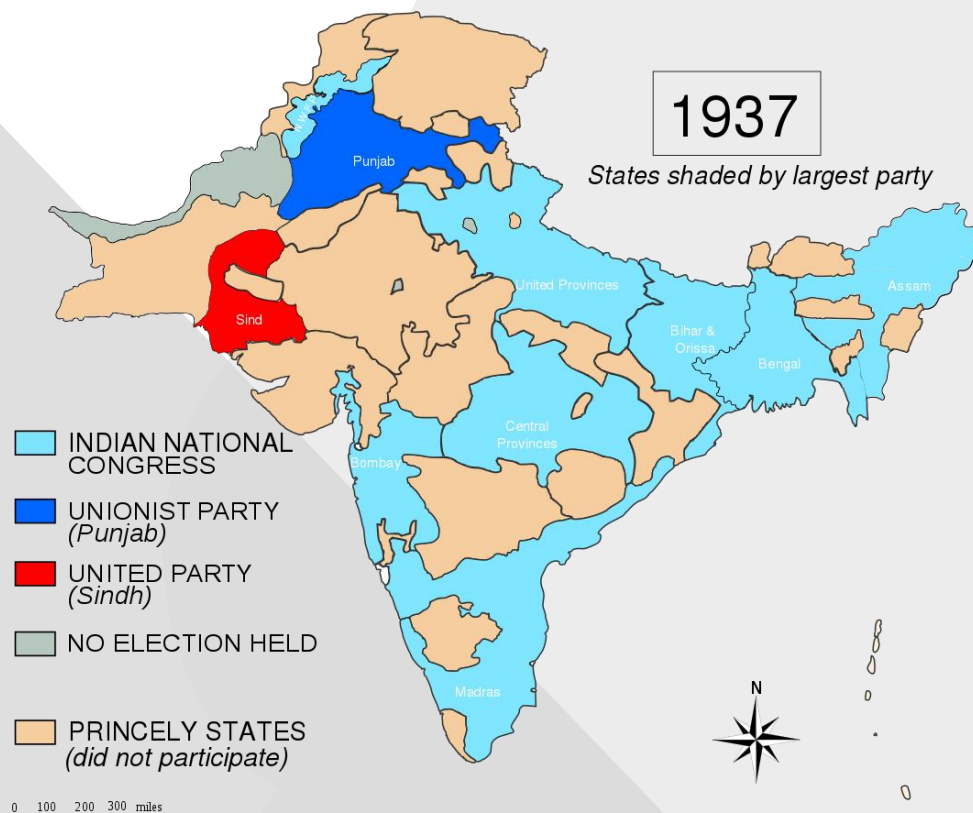 1937
States shaded by largest party
N.W.F.P.
Punjab
Sind
United Provinces
Assam
Bihar &
Orissa
Bengal
Central
Provinces
Bombay
Madras
INDIAN NATIONAL
CONGRESS
UNIONIST PARTY
(Punjab)
UNITED PARTY
(Sindh)
NO ELECTION HELD
PRINCELY STATES
(did not participate)
N
0 100 200 300 miles